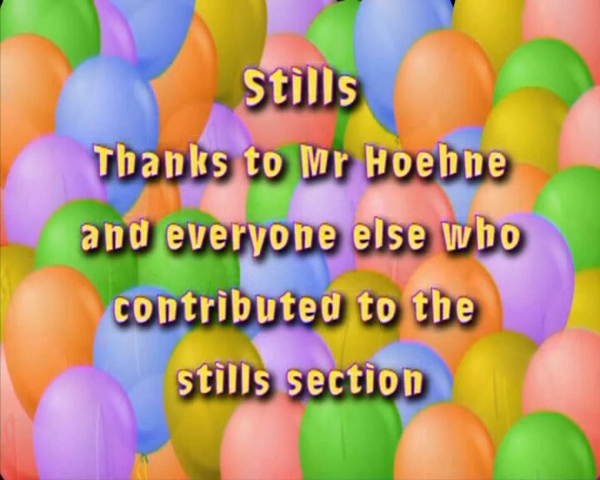 Stills
Thanks to Mr Hoehne
and everyone else who
contributed to the
stills section